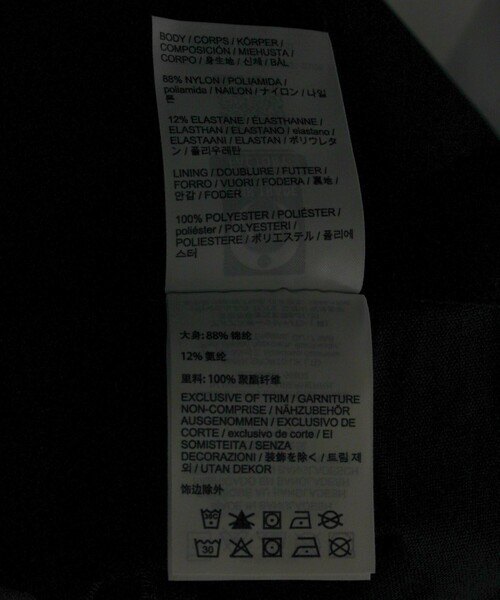 BODY / CORPS / KÖRPER /
COMPOSICIÓN / MIEHUSTA /
CORPO / 身生地 / 신체 / BÅL
88% NYLON / POLIAMIDA /
poliamida / NAILON / ナイロン / 나일
론
12% ELASTANE / ÉLASTHANNE /
ELASTHAN / ELASTANO / elastano /
ELASTAANI / ELASTAN / ポリウレタ
ン / 폴리우레탄
LINING / DOUBLURE / FUTTER /
FORRO / VUORI / FODERA / 裏地 /
안감 / FODER
100% POLYESTER / POLIÉSTER /
poliéster / POLYESTERI /
POLIESTERE / ポリエステル / 폴리에
스터
大身: 88% 锦纶
12% 氨纶
里料: 100% 聚酯纤维
EXCLUSIVE OF TRIM / GARNITURE
NON-COMPRISE / NÄHZUBEHÖR
AUSGENOMMEN / EXCLUSIVO DE
CORTE / exclusivo de corte / EI
SOMISTEITA / SENZA
DECORAZIONI / 装飾を除く / 트림 제
외 / UTAN DEKOR
饰边除外
30